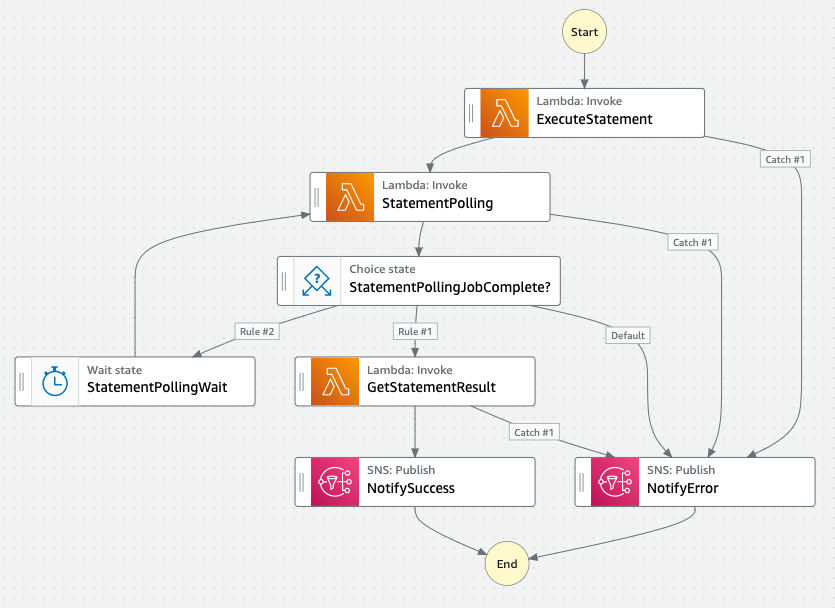 Start
Lambda: Invoke
ExecuteStatement
Catch #1
Lambda: Invoke
StatementPolling
Catch #1
Choice state
StatementPollingJobComplete?
Rule #2
Rule #1
Default
Wait state
StatementPollingWait
Lambda: Invoke
GetStatementResult
Catch #1
SNS: Publish
NotifySuccess
SNS: Publish
NotifyError
End